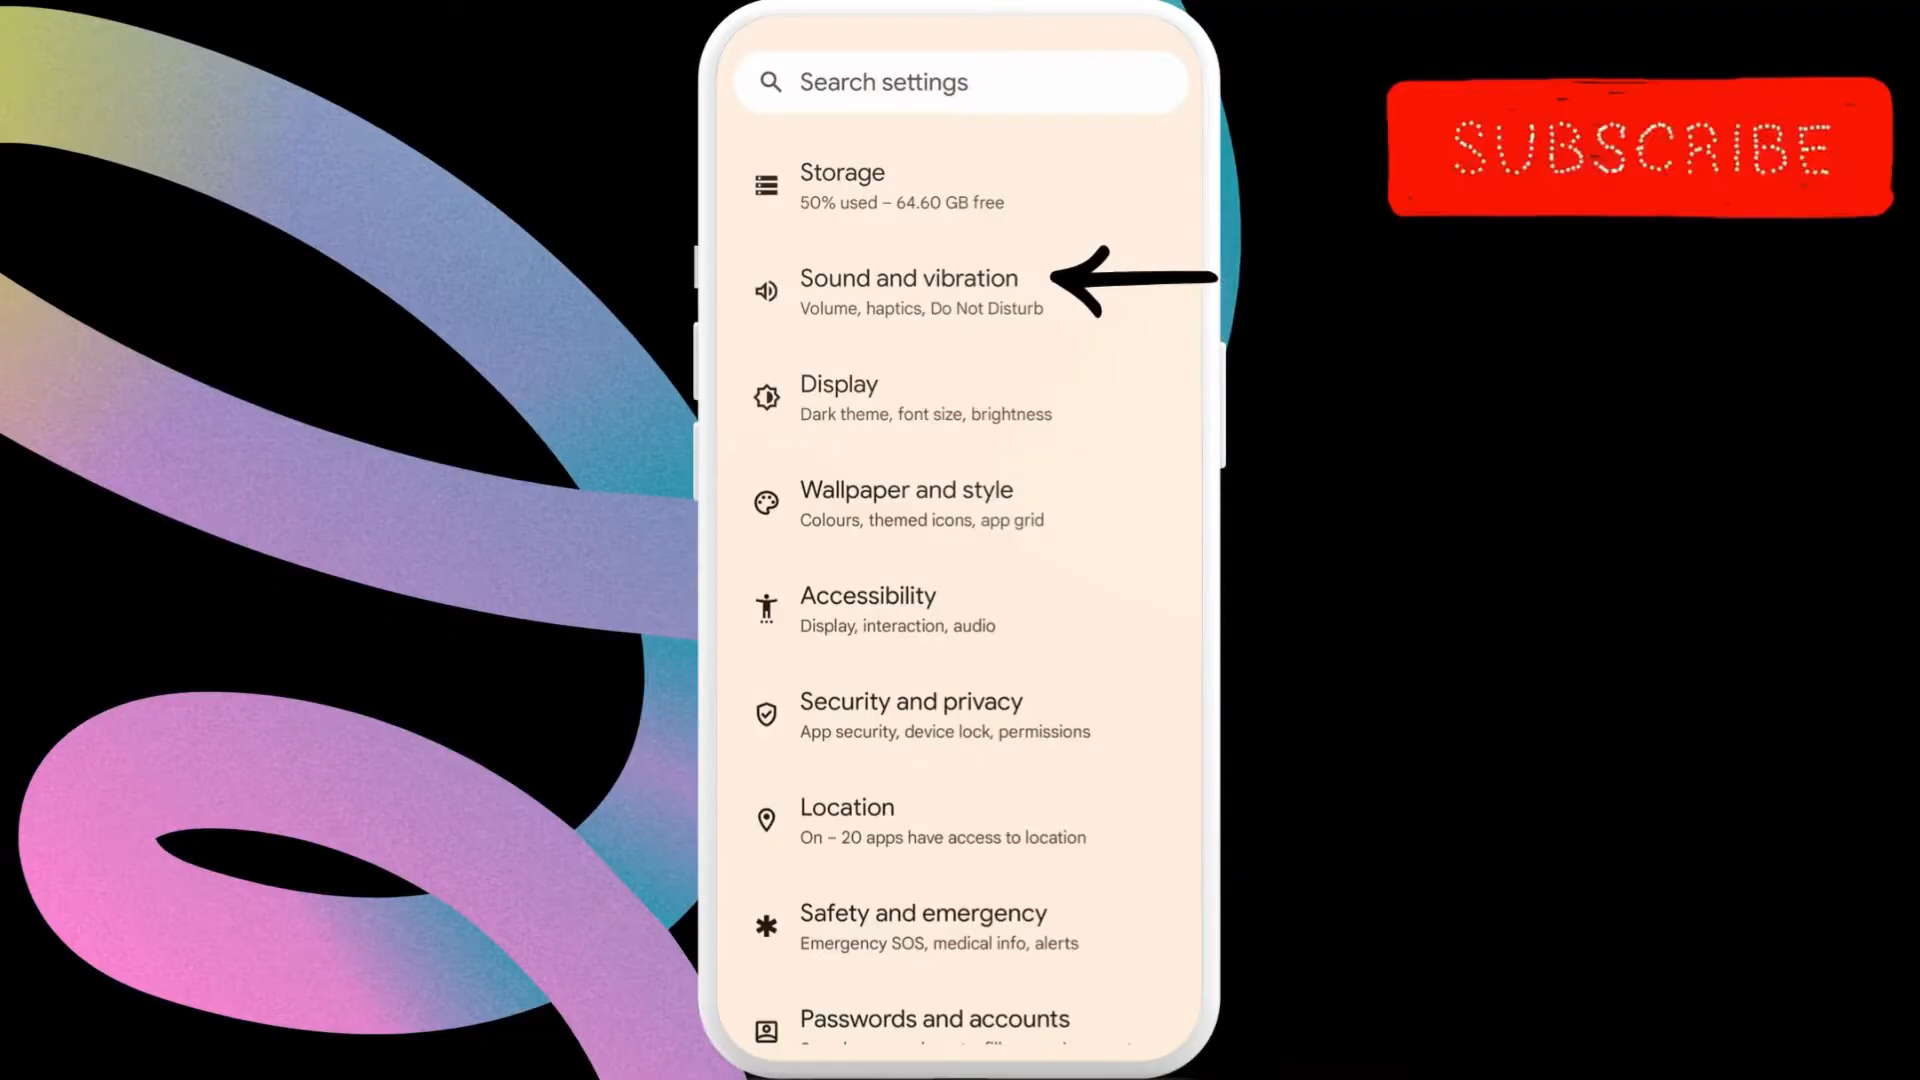 Search settings
SUBSCRIBE
Storage
50% used – 64.60 GB free
Sound and vibration
Volume, haptics, Do Not Disturb
Display
Dark theme, font size, brightness
Wallpaper and style
Colours, themed icons, app grid
Accessibility
Display, interaction, audio
Security and privacy
App security, device lock, permissions
Location
On – 20 apps have access to location
Safety and emergency
Emergency SOS, medical info, alerts
Passwords and accounts